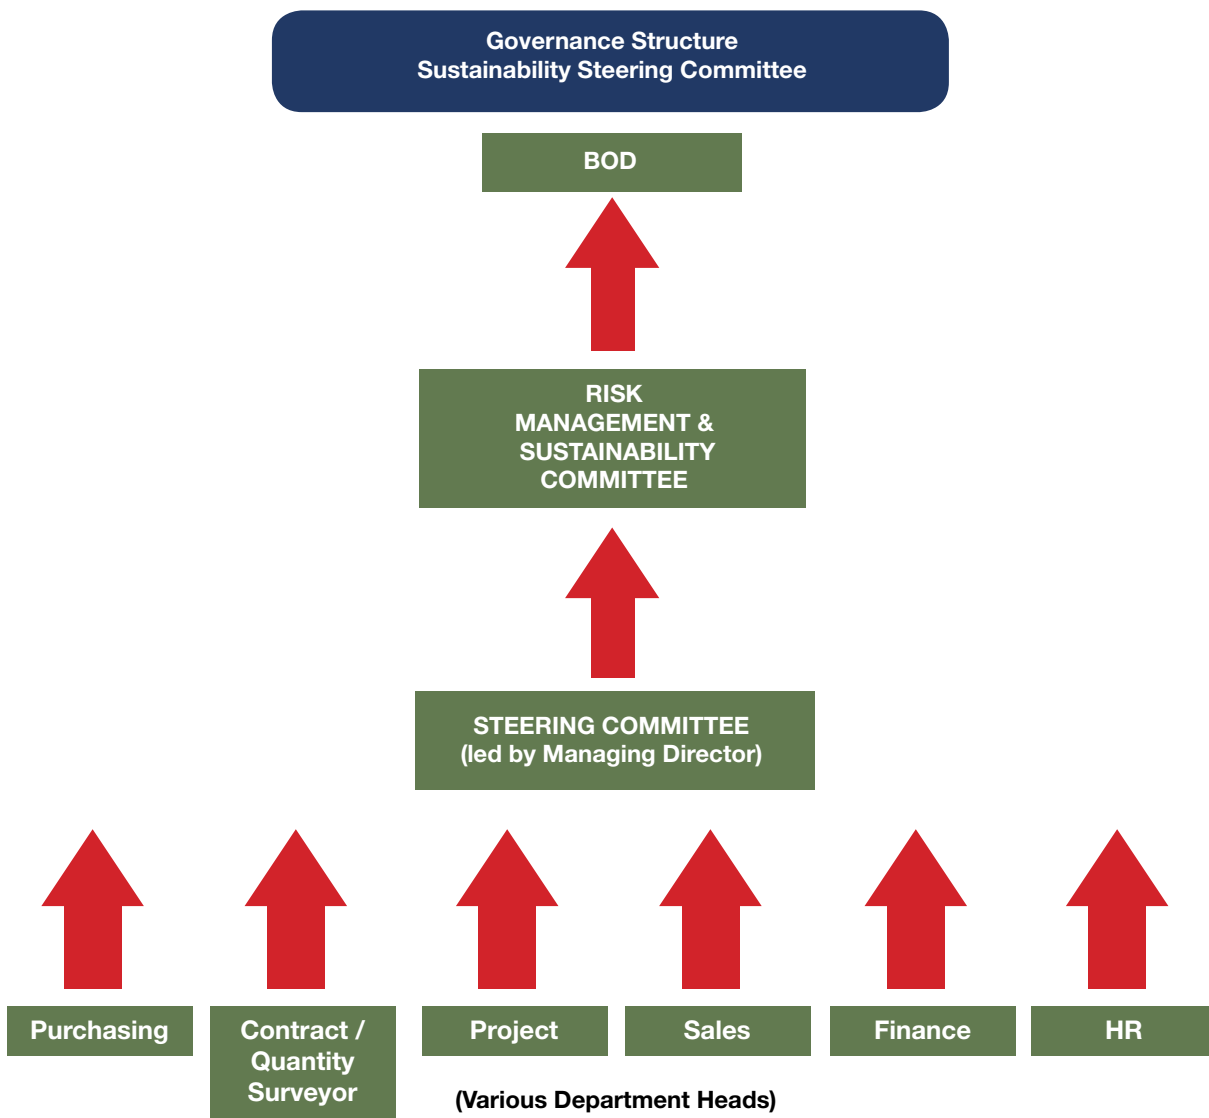 Governance Structure
Sustainability Steering Committee
BOD
RISK
MANAGEMENT &
SUSTAINABILITY
COMMITTEE
STEERING COMMITTEE
(led by Managing Director)
Purchasing
Contract /
Quantity
Surveyor
Project
Sales
Finance
HR
(Various Department Heads)